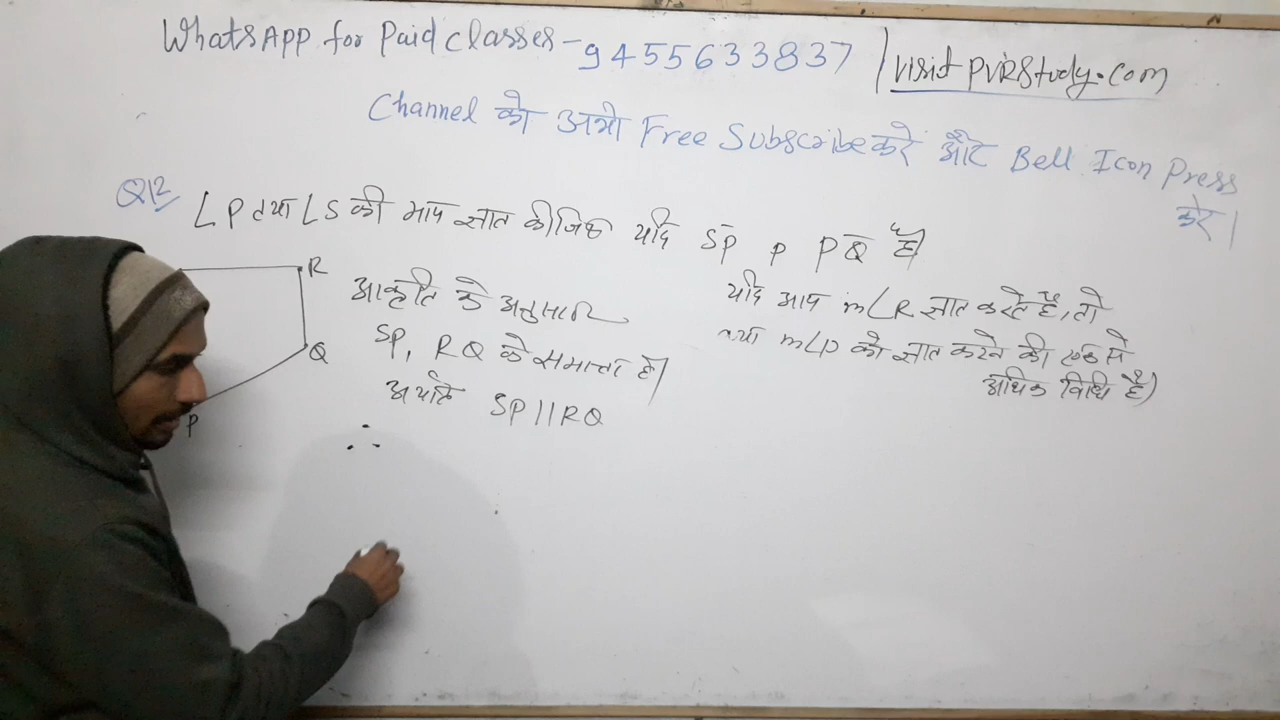 WhatsApp for Paid Classes - 9455633837 / visit PVRStudy.com
Channel को अभी Free Subscribe करे और Bell Icon Press
करे।
Q12 ∠P तथा ∠S की माप ज्ञात कीजिए यदि SP P PQ है।
R
Q
P
आकृति के अनुसार
SP, RQ के समान्तर है।
अर्थात SP||RQ
∴
यदि आप m∠R ज्ञात करते हैं, तो
क्या m∠P को ज्ञात करने की एक से
अधिक विधि है)